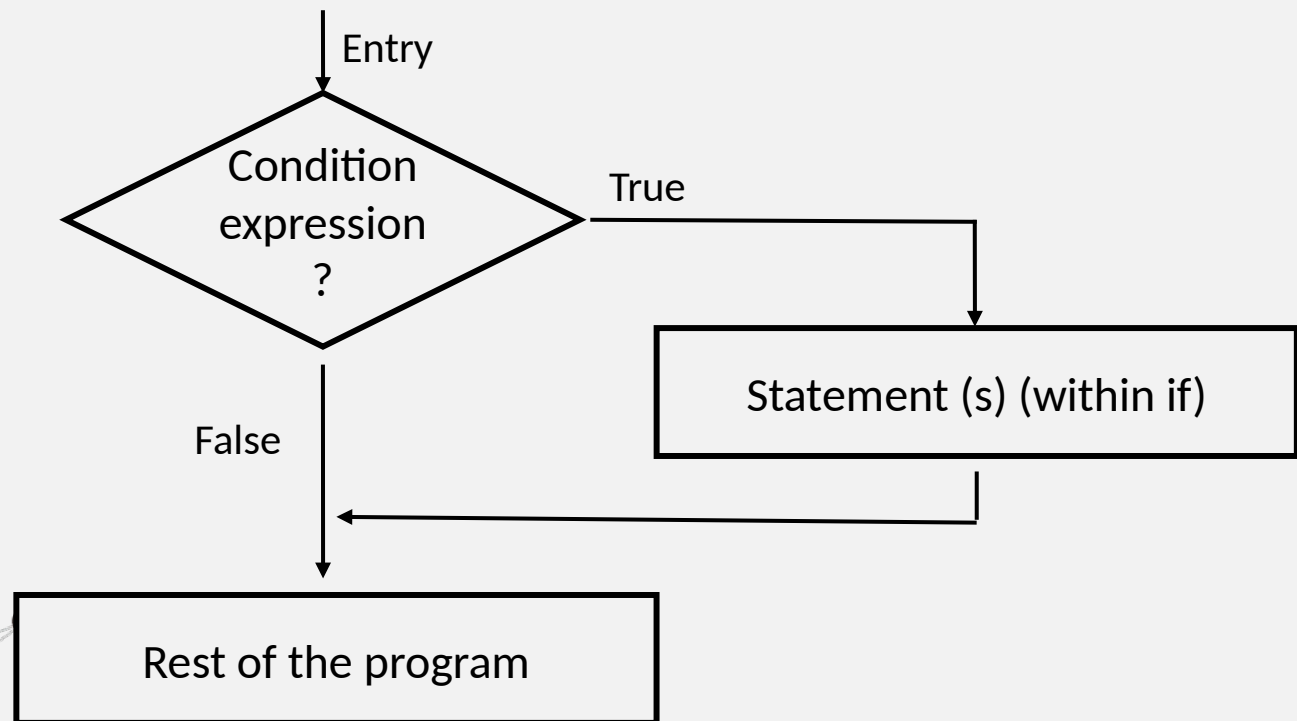 Entry
Condition
expression
?
True
Statement (s) (within if)
False
Rest of the program